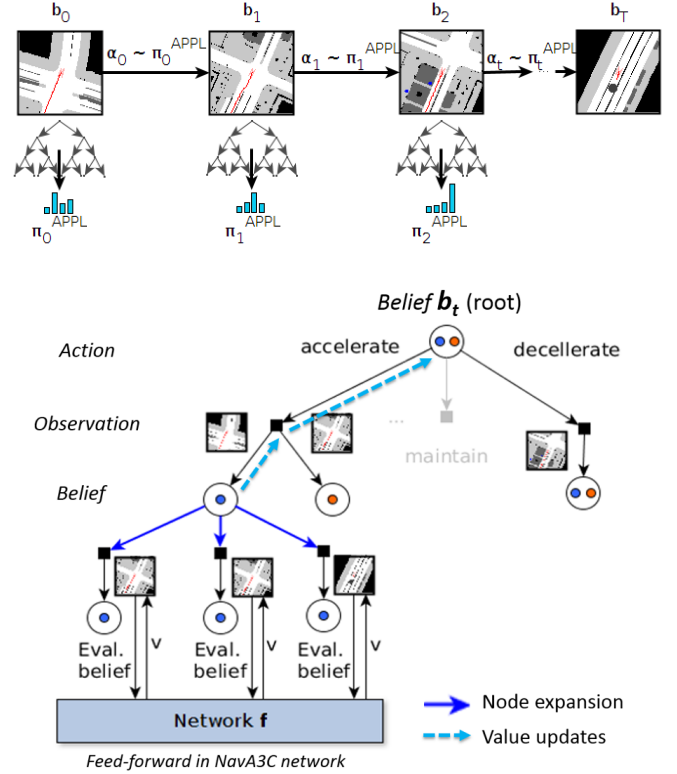 b0 b1 b2 bT
α0 ~ π0APPL α1 ~ π1APPL αt ~ πtAPPL
...
π0APPL π1APPL π2APPL
Belief bt (root)
Action
accelerate decellerate
Observation
...
maintain
Belief
Eval. belief v Eval. belief v Eval. belief v
Network f
Feed-forward in NavA3C network
Node expansion
Value updates